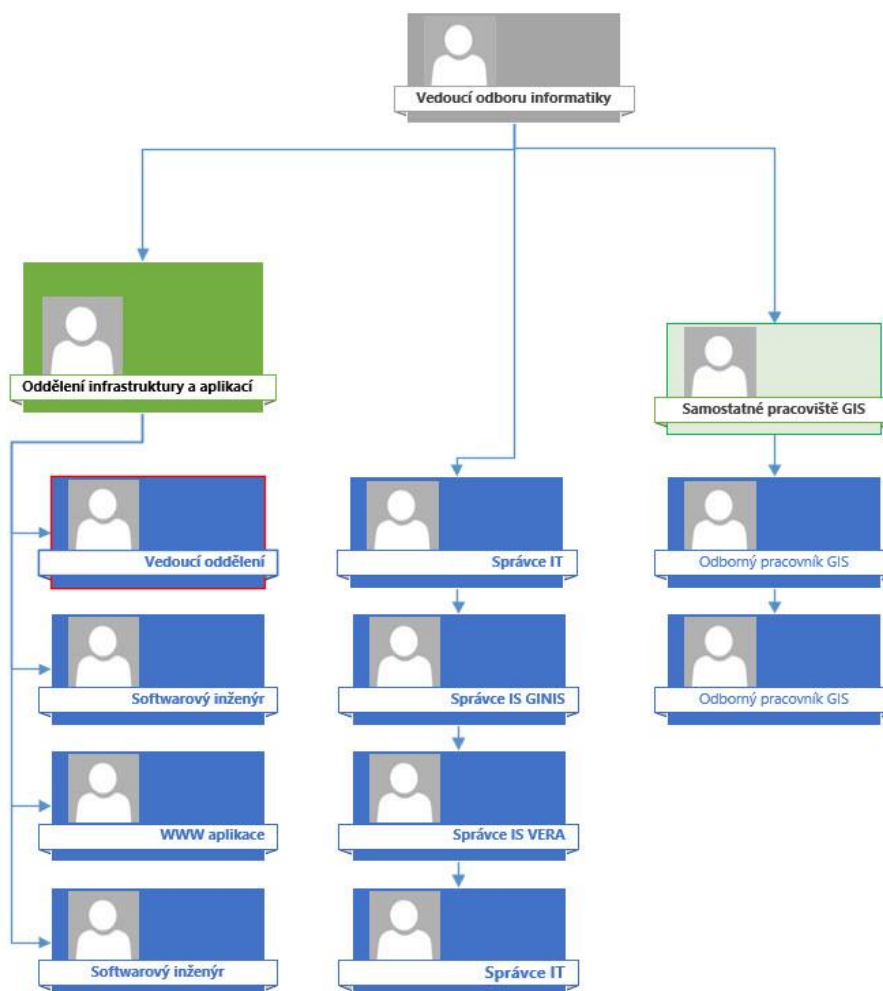 Vedoucí odboru informatiky
Oddělení infrastruktury a aplikací
Samostatné pracoviště GIS
Vedoucí oddělení
Správce IT
Odborný pracovník GIS
Softwarový inženýr
Správce IS GINIS
Odborný pracovník GIS
WWW aplikace
Správce IS VERA
Softwarový inženýr
Správce IT